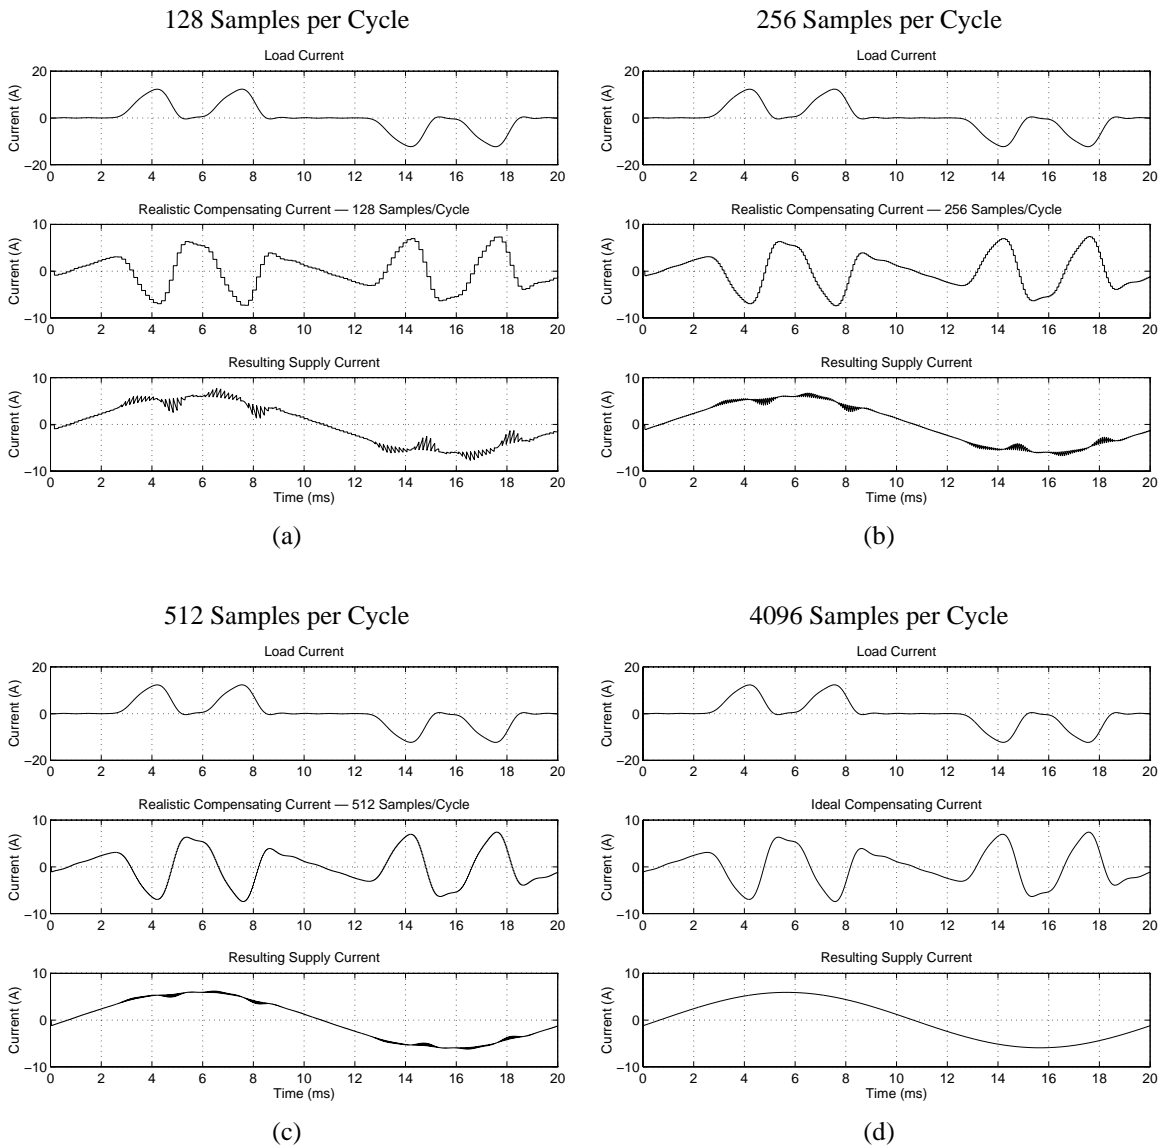 128 Samples per Cycle
Load Current
Current (A)
20
0
−20
0 2 4 6 8 10 12 14 16 18 20
Realistic Compensating Current — 128 Samples/Cycle
Current (A)
10
0
−10
0 2 4 6 8 10 12 14 16 18 20
Resulting Supply Current
Current (A)
10
0
−10
0 2 4 6 8 10 12 14 16 18 20
Time (ms)
(a)
256 Samples per Cycle
Load Current
Current (A)
20
0
−20
0 2 4 6 8 10 12 14 16 18 20
Realistic Compensating Current — 256 Samples/Cycle
Current (A)
10
0
−10
0 2 4 6 8 10 12 14 16 18 20
Resulting Supply Current
Current (A)
10
0
−10
0 2 4 6 8 10 12 14 16 18 20
Time (ms)
(b)
512 Samples per Cycle
Load Current
Current (A)
20
0
−20
0 2 4 6 8 10 12 14 16 18 20
Realistic Compensating Current — 512 Samples/Cycle
Current (A)
10
0
−10
0 2 4 6 8 10 12 14 16 18 20
Resulting Supply Current
Current (A)
10
0
−10
0 2 4 6 8 10 12 14 16 18 20
Time (ms)
(c)
4096 Samples per Cycle
Load Current
Current (A)
20
0
−20
0 2 4 6 8 10 12 14 16 18 20
Ideal Compensating Current
Current (A)
10
0
−10
0 2 4 6 8 10 12 14 16 18 20
Resulting Supply Current
Current (A)
10
0
−10
0 2 4 6 8 10 12 14 16 18 20
Time (ms)
(d)